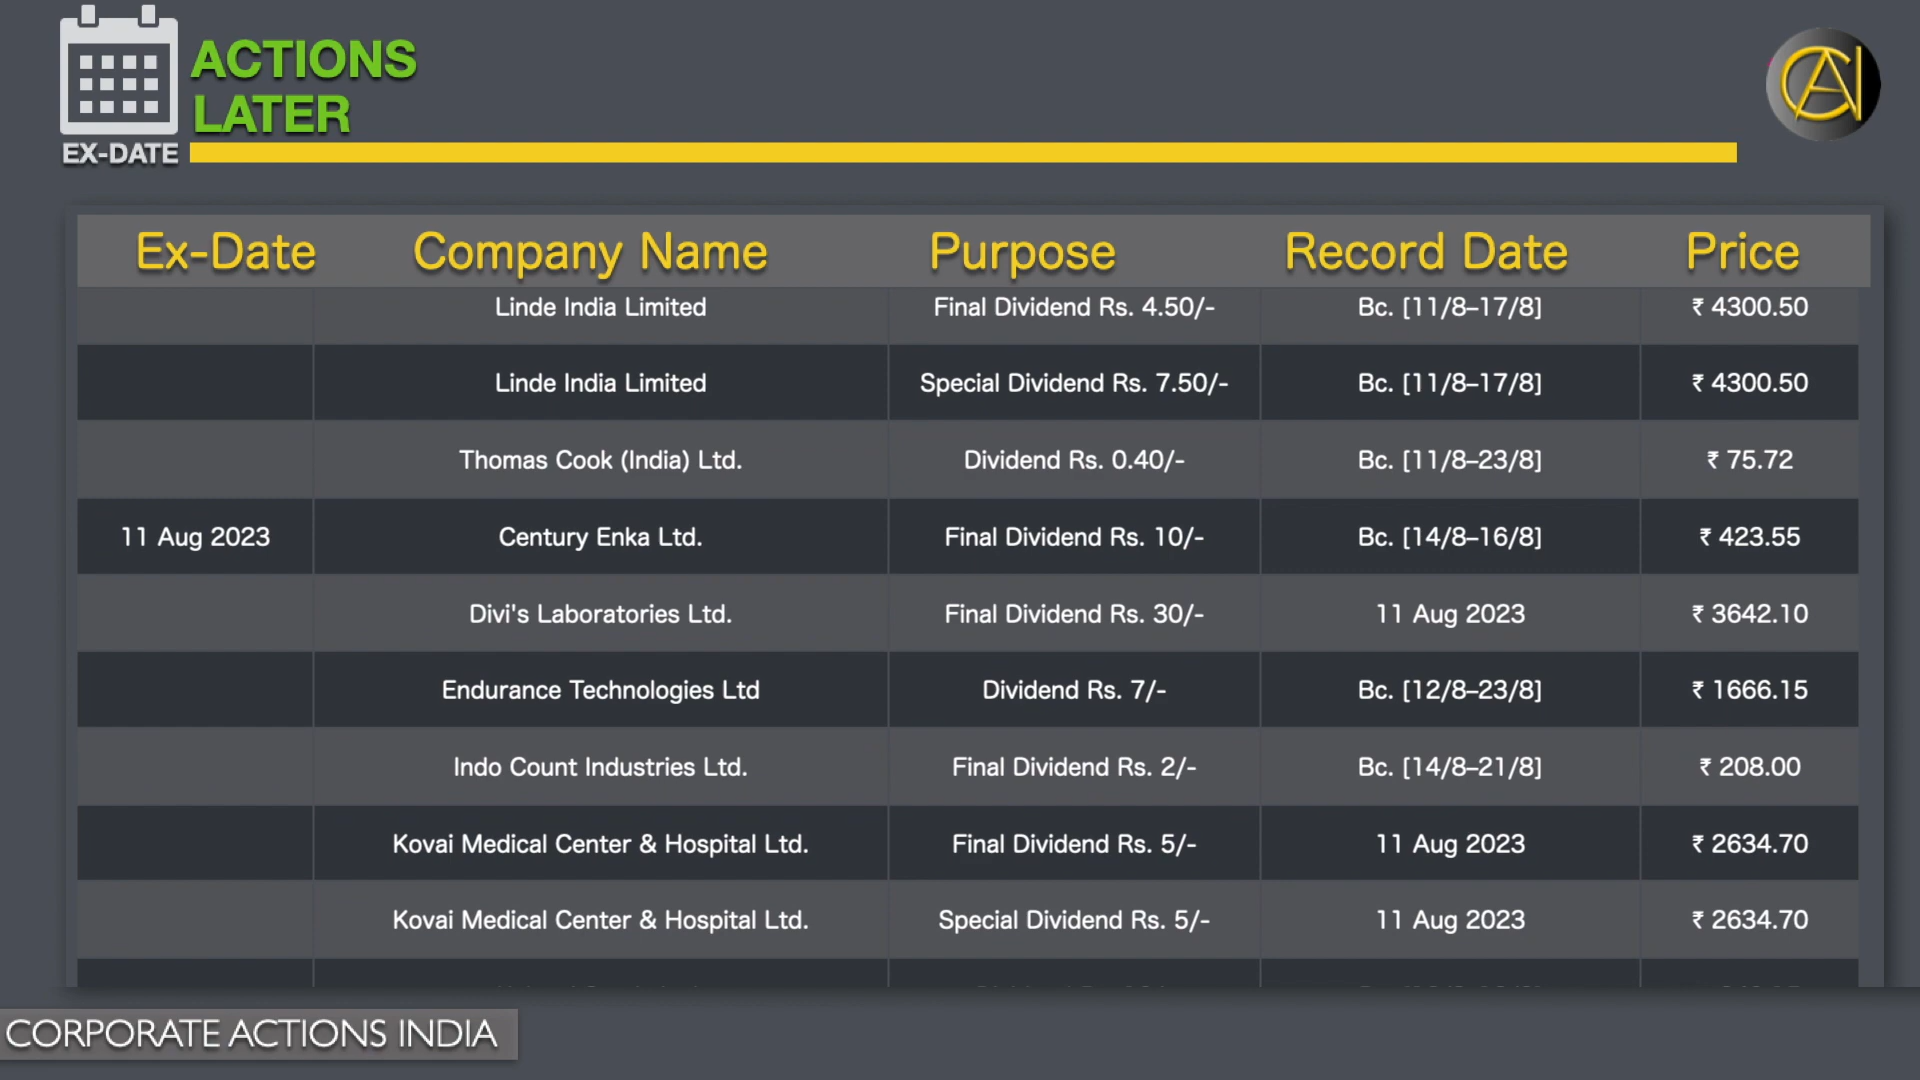 ACTIONS
LATER
EX-DATE
CAI
Ex-Date Company Name Purpose Record Date Price
Linde India Limited Final Dividend Rs. 4.50/- Bc. [11/8–17/8] ₹ 4300.50
Linde India Limited Special Dividend Rs. 7.50/- Bc. [11/8–17/8] ₹ 4300.50
Thomas Cook (India) Ltd. Dividend Rs. 0.40/- Bc. [11/8–23/8] ₹ 75.72
11 Aug 2023 Century Enka Ltd. Final Dividend Rs. 10/- Bc. [14/8–16/8] ₹ 423.55
Divi's Laboratories Ltd. Final Dividend Rs. 30/- 11 Aug 2023 ₹ 3642.10
Endurance Technologies Ltd Dividend Rs. 7/- Bc. [12/8–23/8] ₹ 1666.15
Indo Count Industries Ltd. Final Dividend Rs. 2/- Bc. [14/8–21/8] ₹ 208.00
Kovai Medical Center & Hospital Ltd. Final Dividend Rs. 5/- 11 Aug 2023 ₹ 2634.70
Kovai Medical Center & Hospital Ltd. Special Dividend Rs. 5/- 11 Aug 2023 ₹ 2634.70
CORPORATE ACTIONS INDIA